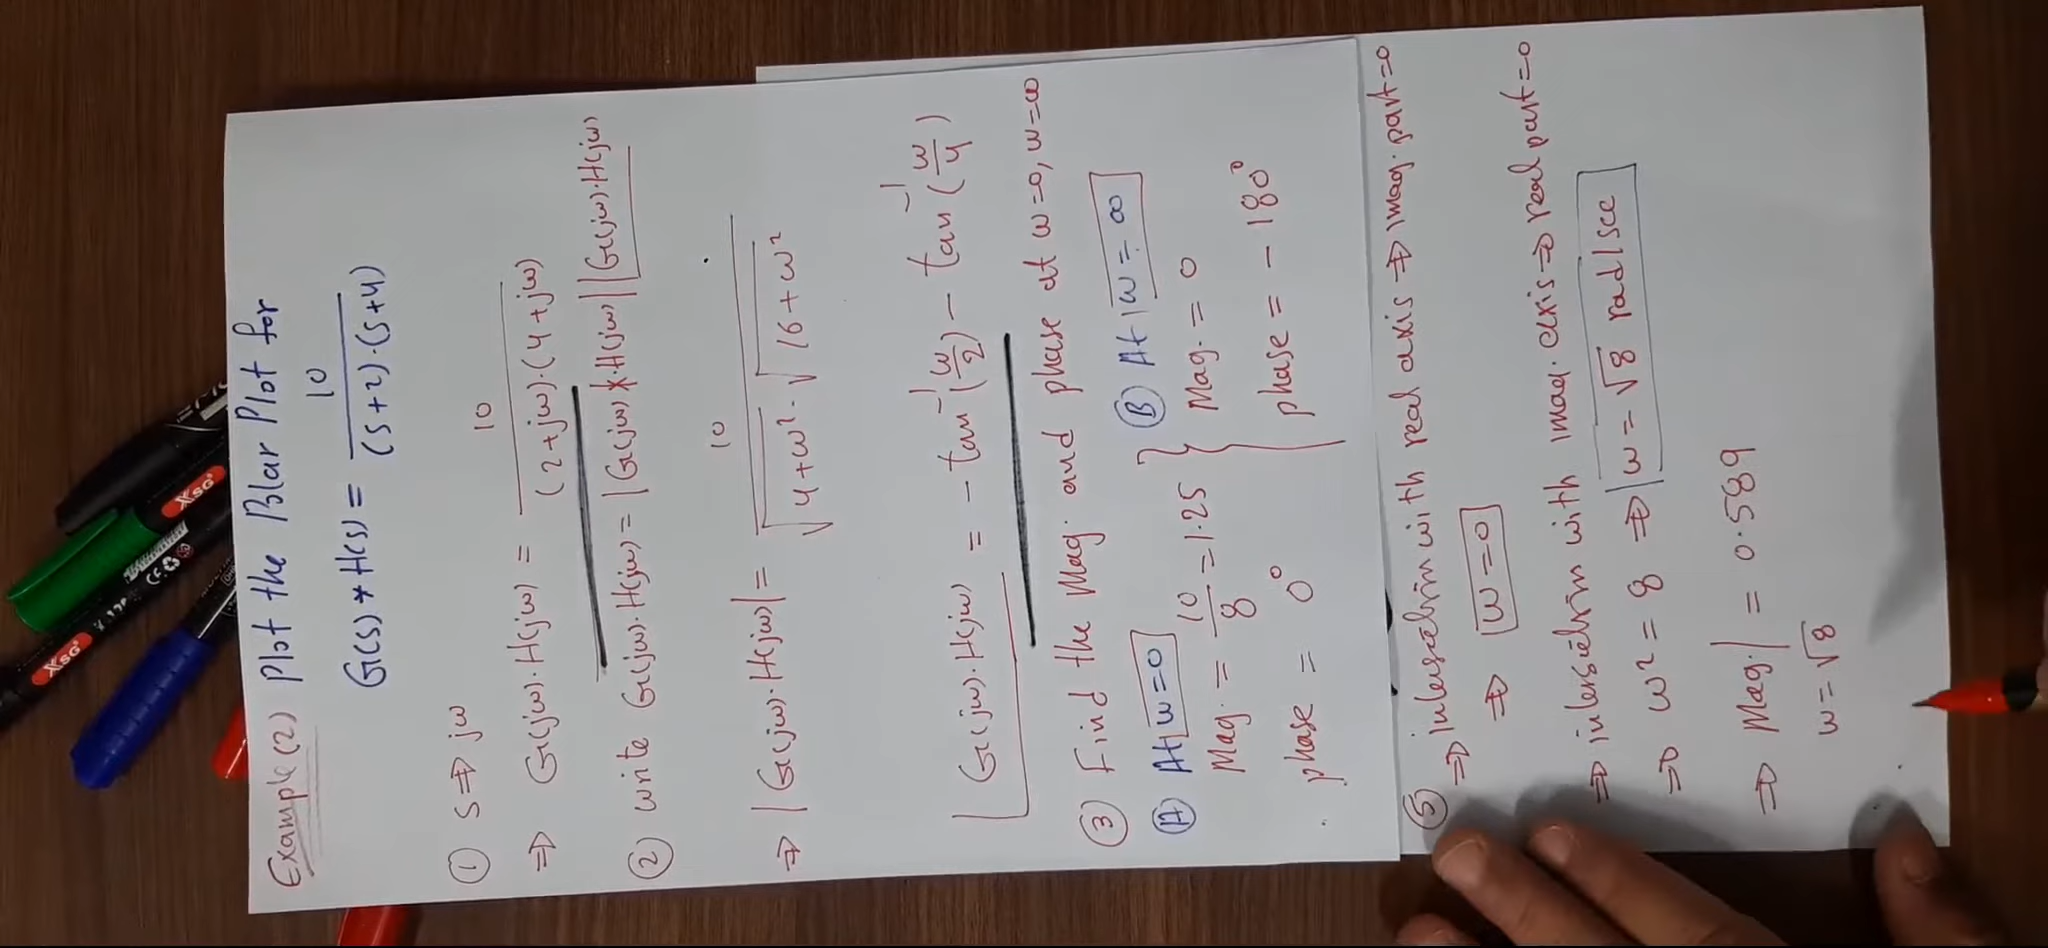 Example (2) Plot the Polar Plot for
G(s)*H(s) = 10 / (s+2)·(s+4)
① S ⇒ jω
⇒ G(jω)·H(jω) = 10 / (2+jω)·(4+jω)
② write G(jω)·H(jω) = |G(jω)·H(jω)| |G(jω)·H(jω)
⇒ |G(jω)·H(jω)| = 10 / √4+ω² · √16+ω²
G(jω)·H(jω) = -tan⁻¹(ω/2) - tan⁻¹(ω/4)
③ Find the Mag. and phase at ω=0, ω=∞
Ⓐ At|ω=0
Mag. = 10/8 = 1.25
phase = 0°
Ⓑ At|ω=∞
Mag. = 0
phase = -180°
⑤ ⇒ intersection with real axis ⇒ imag. part=0
⇒ ω=0
⇒ intersection with imag. axis ⇒ real part=0
⇒ ω² = 8 ⇒ ω = √8 rad/sce
⇒ Mag.| = 0.589
ω=√8
XSG
XSG